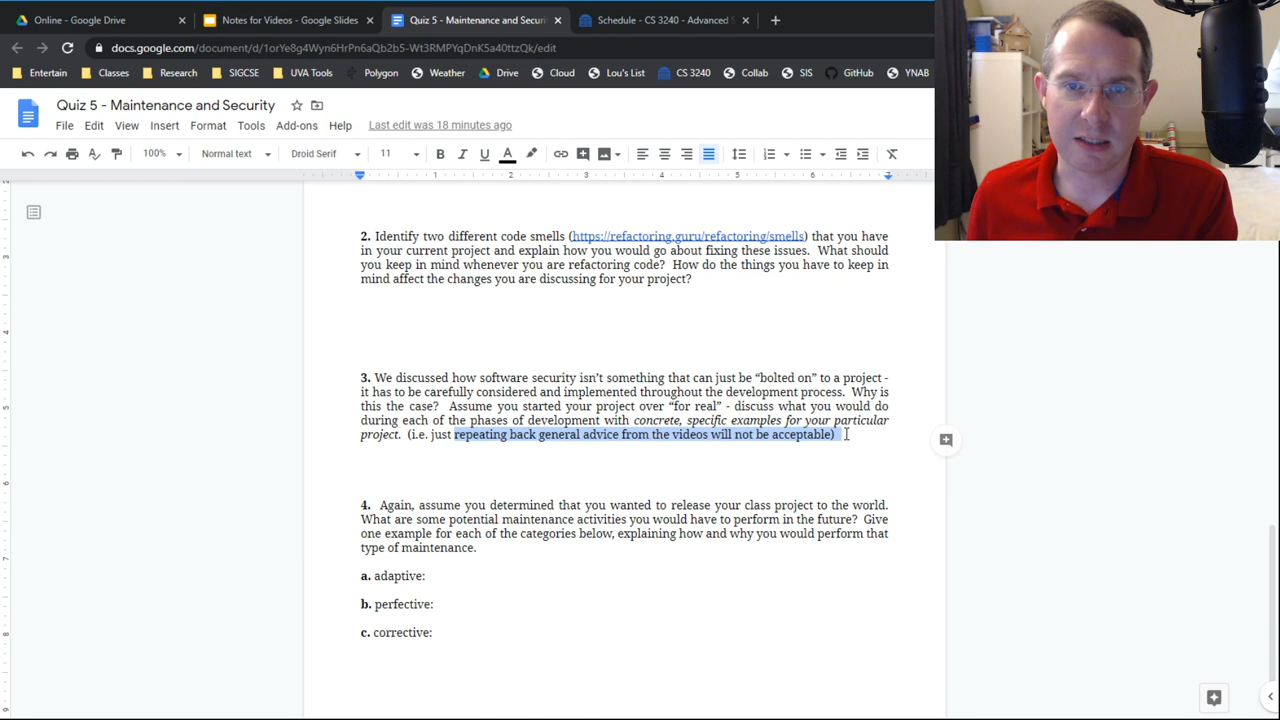 Online - Google Drive
Notes for Videos - Google Slides
Quiz 5 - Maintenance and Securi
Schedule - CS 3240 - Advanced S
docs.google.com/document/d/1orYe8g4Wyn6HrPn6aQb2b5-Wt3RMPYqDnK5a40ttzQk/edit
Entertain Classes Research SIGCSE UVA Tools Polygon Weather Drive Cloud Lou's List CS 3240 Collab SIS GitHub YNAB
Quiz 5 - Maintenance and Security
File Edit View Insert Format Tools Add-ons Help Last edit was 18 minutes ago
100% Normal text Droid Serif 11 B I U A
1 2 3 4 5 6 7
2. Identify two different code smells (https://refactoring.guru/refactoring/smells) that you have
in your current project and explain how you would go about fixing these issues. What should
you keep in mind whenever you are refactoring code? How do the things you have to keep in
mind affect the changes you are discussing for your project?
3. We discussed how software security isn't something that can just be “bolted on” to a project -
it has to be carefully considered and implemented throughout the development process. Why is
this the case? Assume you started your project over “for real” - discuss what you would do
during each of the phases of development with concrete, specific examples for your particular
project. (i.e. just repeating back general advice from the videos will not be acceptable)
4. Again, assume you determined that you wanted to release your class project to the world.
What are some potential maintenance activities you would have to perform in the future? Give
one example for each of the categories below, explaining how and why you would perform that
type of maintenance.
a. adaptive:
b. perfective:
c. corrective: